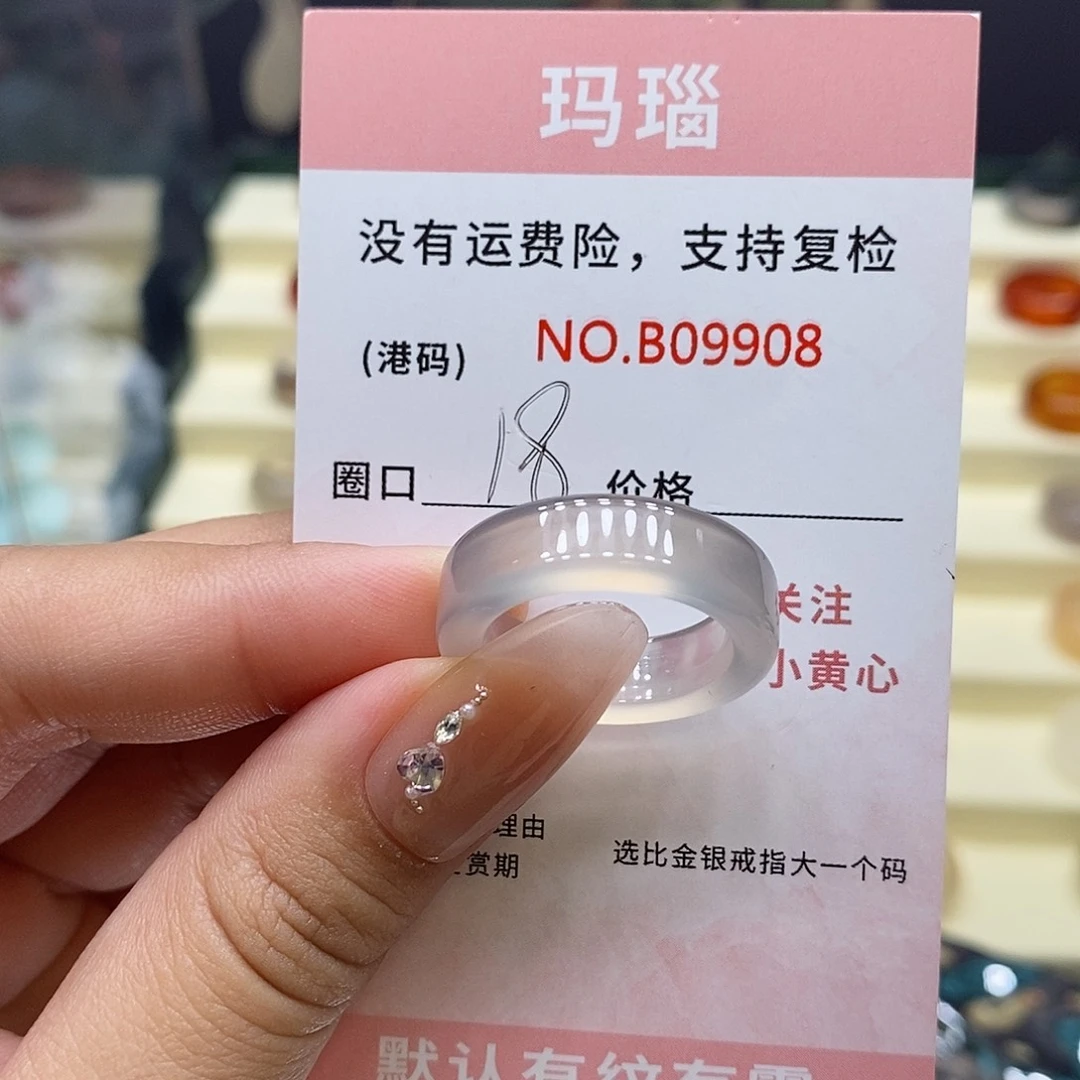 玛瑙
没有运费险，支持复检
(港码) NO.B09908
圈口 18 价格
关注
小黄心
理由
赏期
选比金银戒指大一个码
默认有纹有